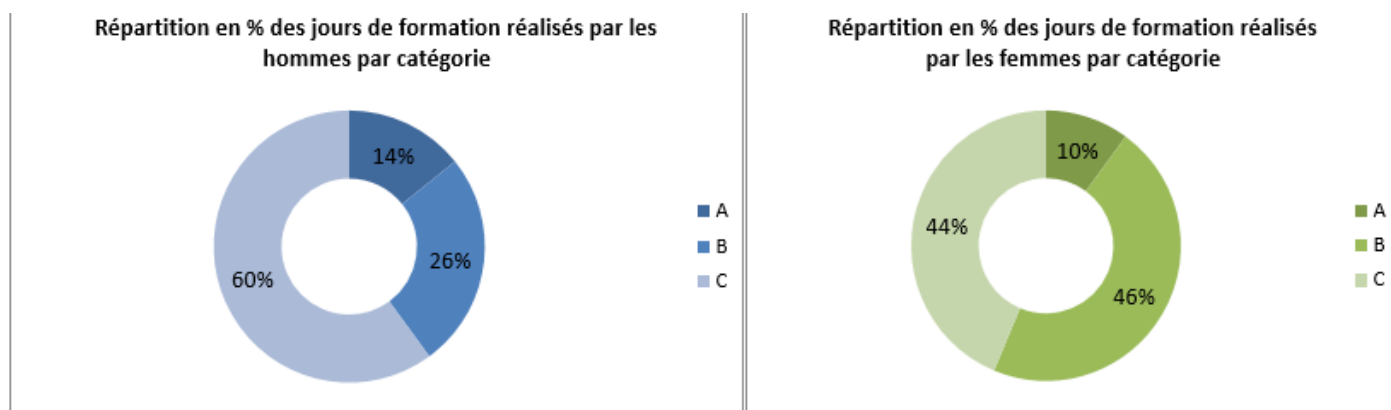 Répartition en % des jours de formation réalisés par les
hommes par catégorie
14%
26%
60%
A
B
C
Répartition en % des jours de formation réalisés
par les femmes par catégorie
10%
46%
44%
A
B
C